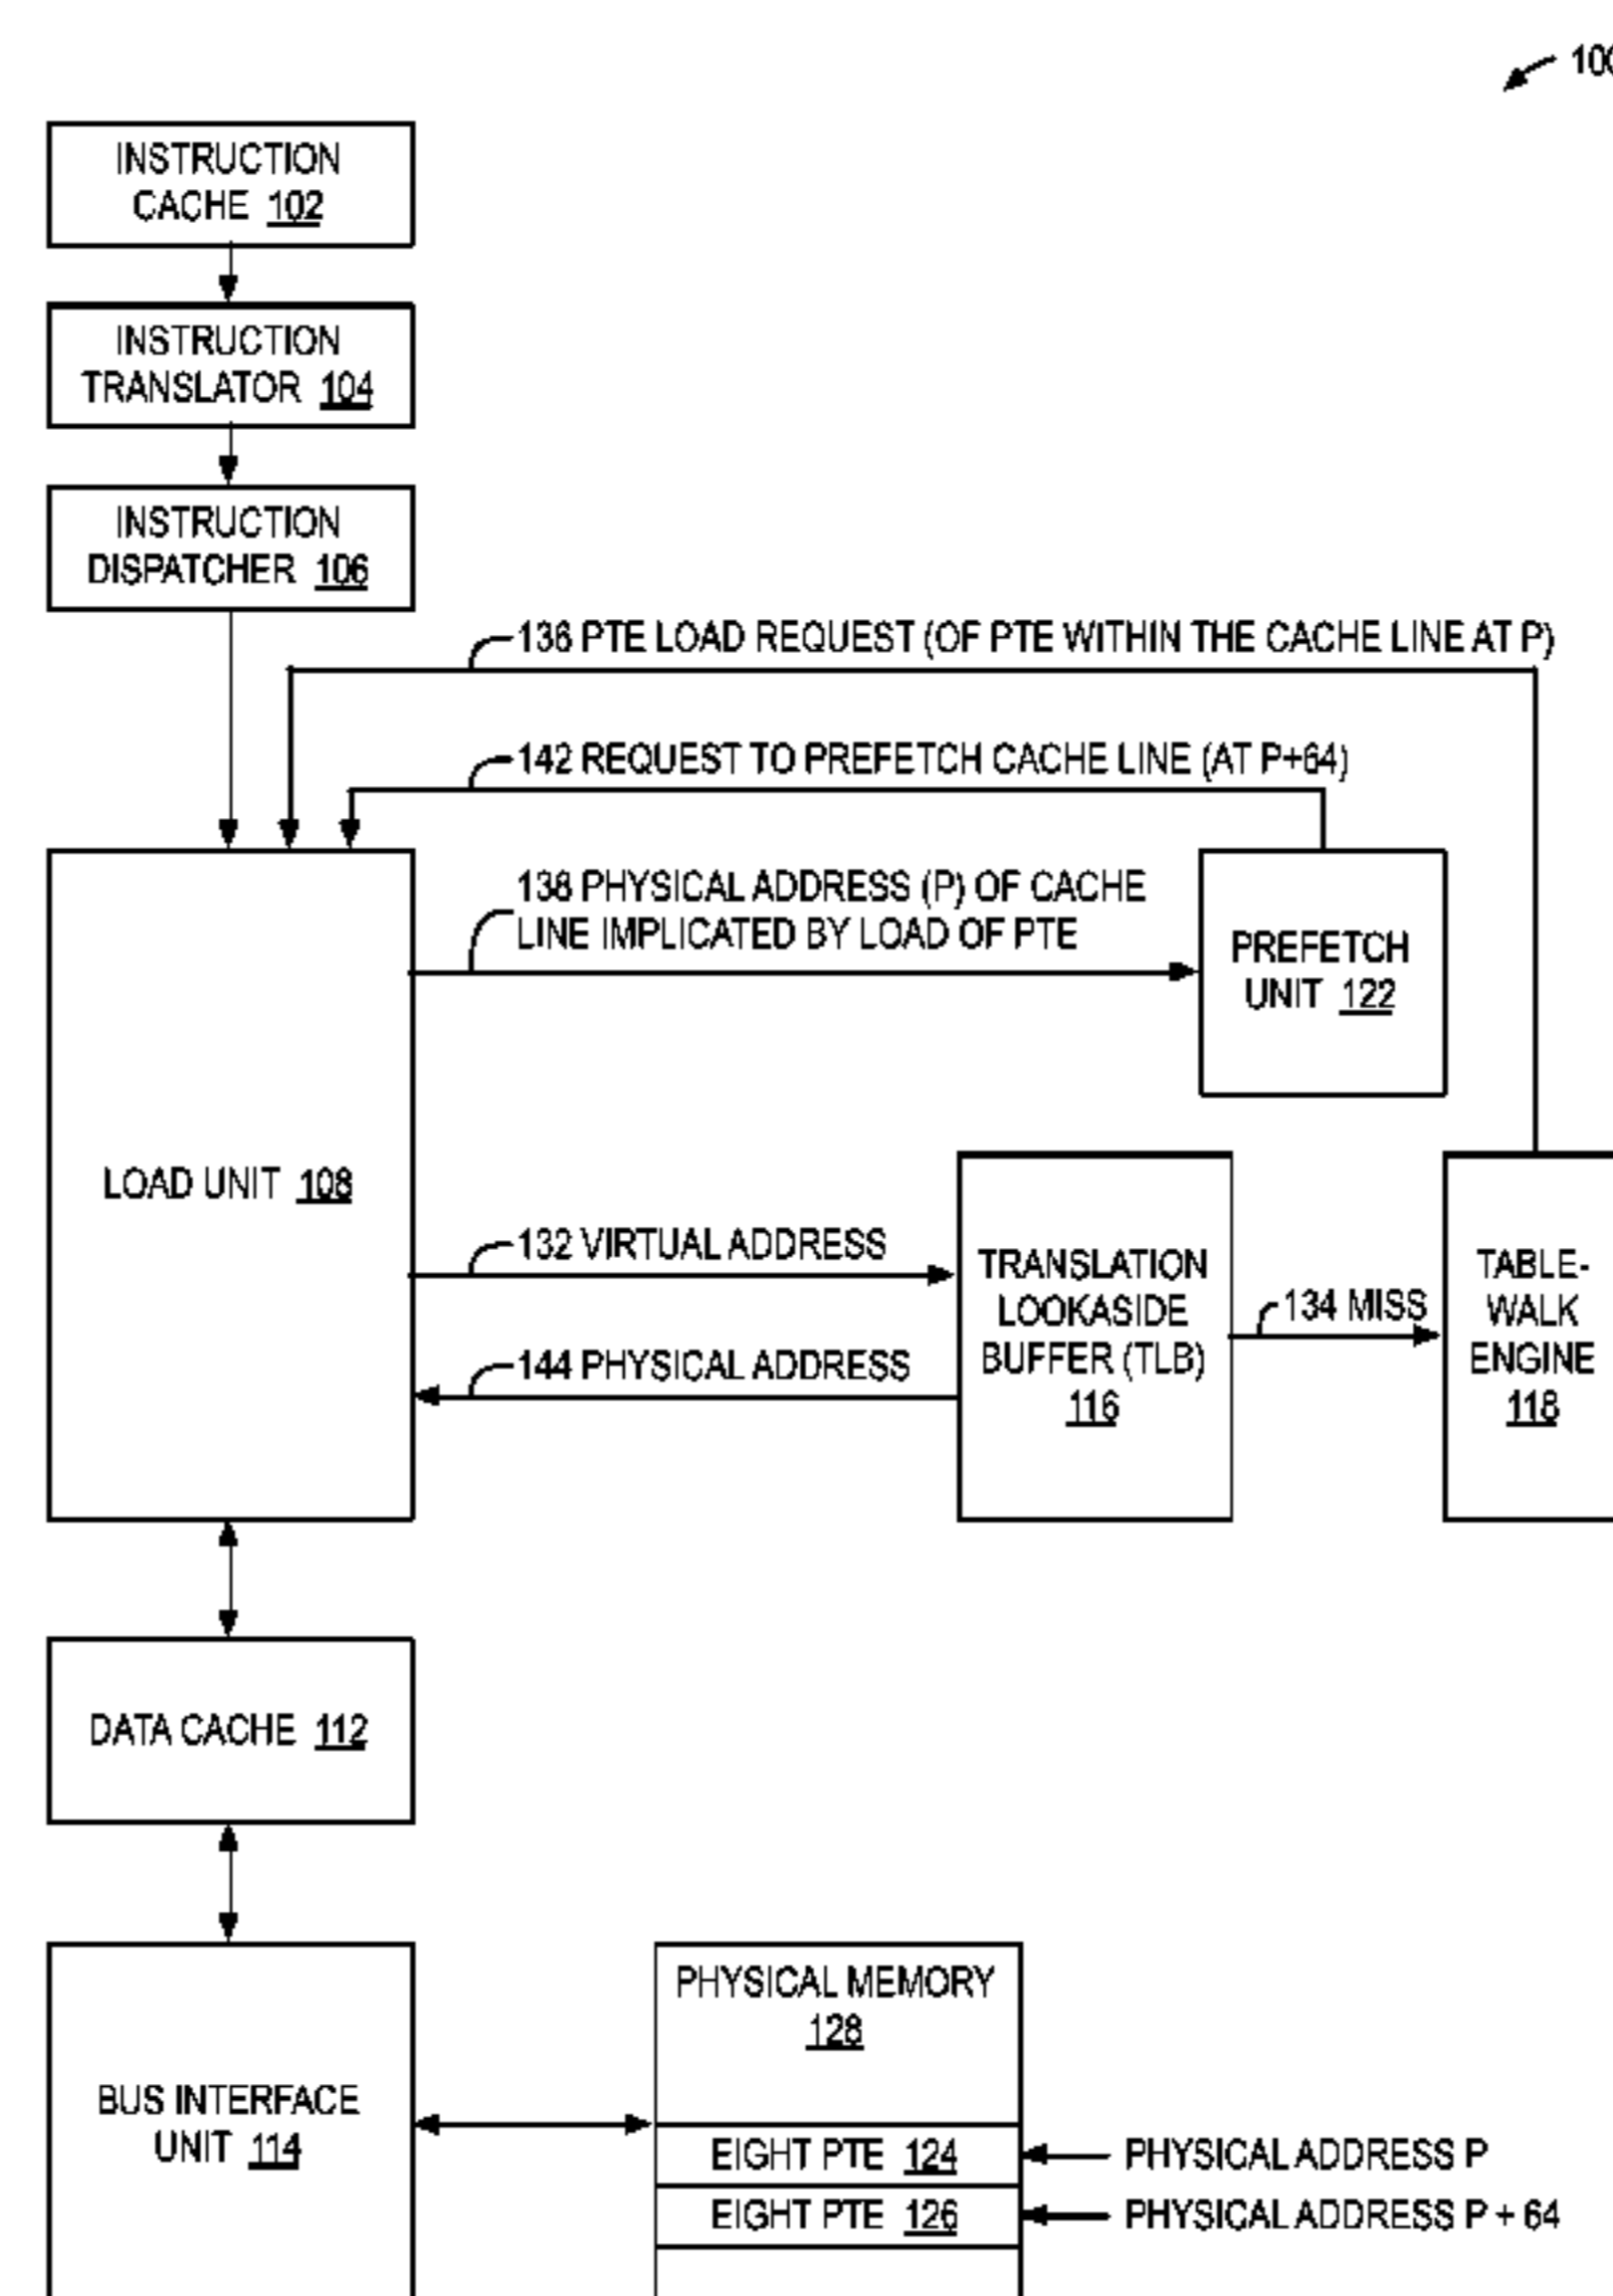 100
INSTRUCTION
CACHE 102
INSTRUCTION
TRANSLATOR 104
INSTRUCTION
DISPATCHER 106
136 PTE LOAD REQUEST (OF PTE WITHIN THE CACHE LINE AT P)
142 REQUEST TO PREFETCH CACHE LINE (AT P+64)
138 PHYSICAL ADDRESS (P) OF CACHE
LINE IMPLICATED BY LOAD OF PTE
PREFETCH
UNIT 122
LOAD UNIT 108
132 VIRTUAL ADDRESS
144 PHYSICAL ADDRESS
TRANSLATION
LOOKASIDE
BUFFER (TLB)
116
134 MISS
TABLE-
WALK
ENGINE
118
DATA CACHE 112
BUS INTERFACE
UNIT 114
PHYSICAL MEMORY
128
EIGHT PTE 124
PHYSICAL ADDRESS P
EIGHT PTE 126
PHYSICAL ADDRESS P + 64